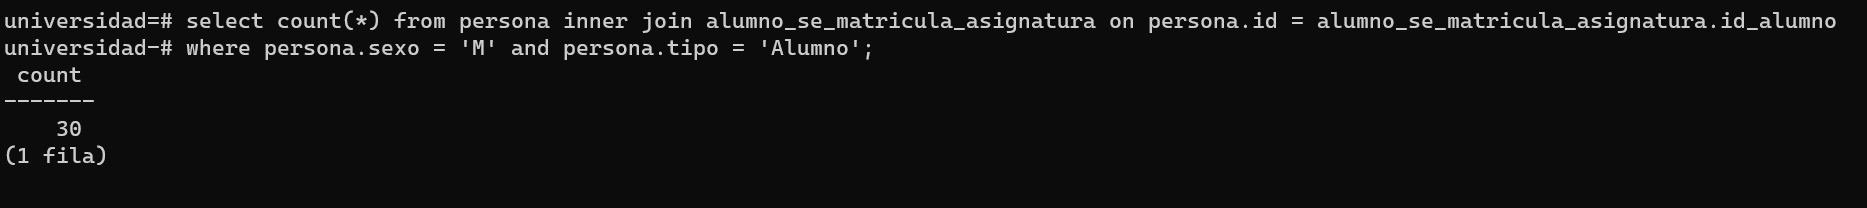 universidad=# select count(*) from persona inner join alumno_se_matricula_asignatura on persona.id = alumno_se_matricula_asignatura.id_alumno
universidad-# where persona.sexo = 'M' and persona.tipo = 'Alumno';
 count
-------
    30
(1 fila)